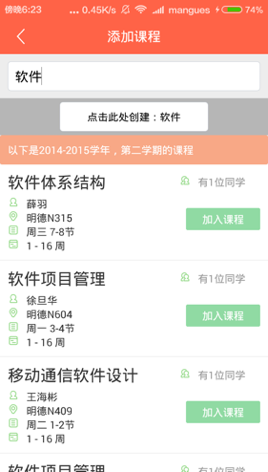 傍晚6:23 ... 0.45K/s mangues 74%
添加课程
软件
点击此处创建：软件
以下是2014-2015学年，第二学期的课程
软件体系结构 有1位同学
薛羽
明德N315 加入课程
周三 7-8节
1 - 16 周
软件项目管理 有1位同学
徐旦华
明德N604 加入课程
周一 3-4节
1 - 16 周
移动通信软件设计 有1位同学
王海彬
明德N409 加入课程
周二 1-2节
1 - 16 周
软件项目管理 有1位同学